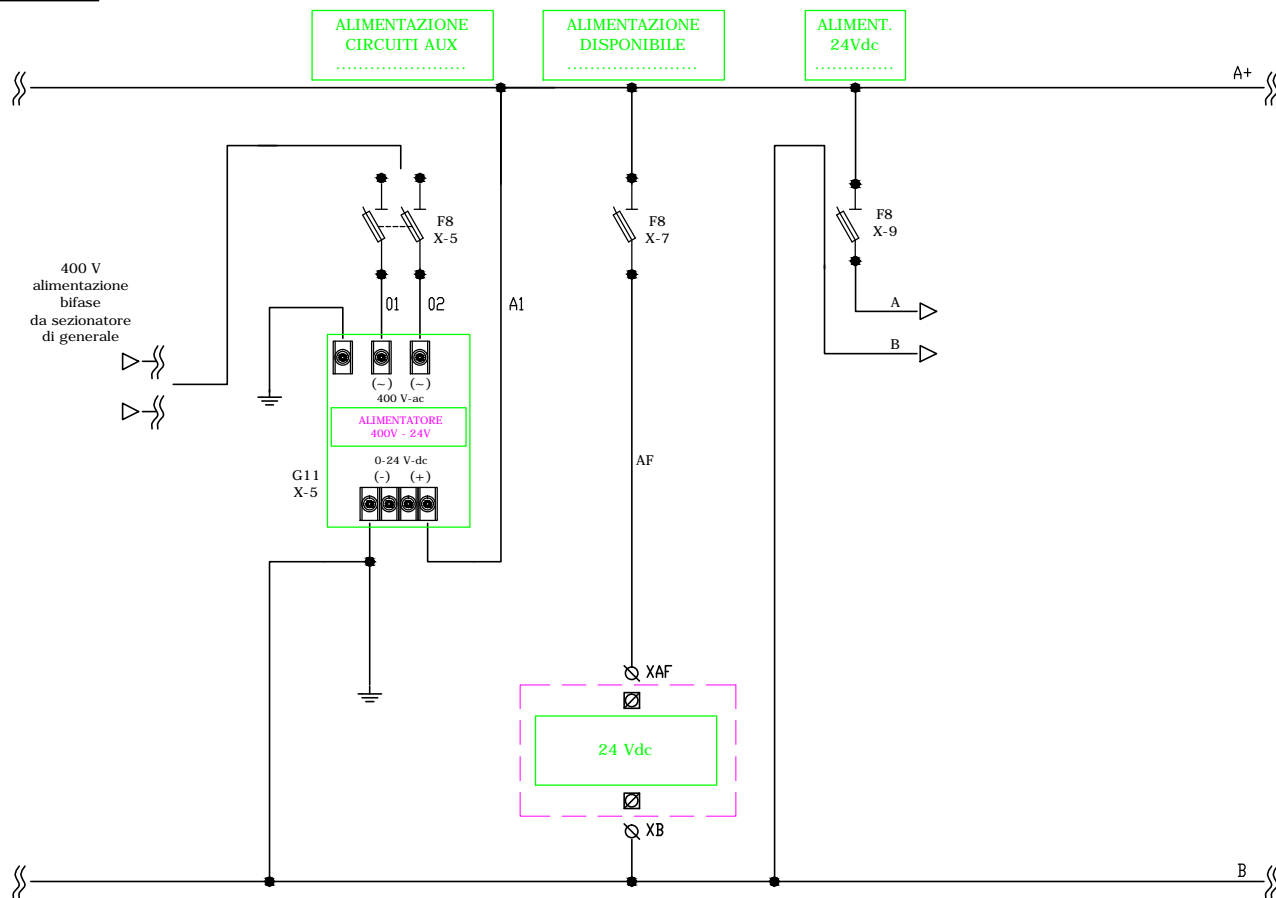 ALIMENTAZIONE
CIRCUITI AUX
......................
ALIMENTAZIONE
DISPONIBILE
......................
ALIMENT.
24Vdc
.............
A+
F8
X-5
F8
X-7
F8
X-9
400 V
alimentazione
bifase
da sezionatore
di generale
01
02
A1
A
B
(~)
(~)
400 V-ac
ALIMENTATORE
400V - 24V
0-24 V-dc
(-)
(+)
G11
X-5
AF
XAF
24 Vdc
XB
B